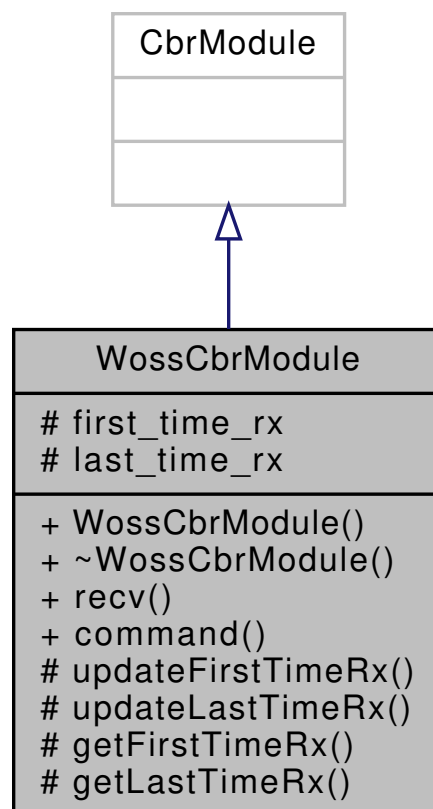 CbrModule
WossCbrModule
# first_time_rx
# last_time_rx
+ WossCbrModule()
+ ~WossCbrModule()
+ recv()
+ command()
# updateFirstTimeRx()
# updateLastTimeRx()
# getFirstTimeRx()
# getLastTimeRx()